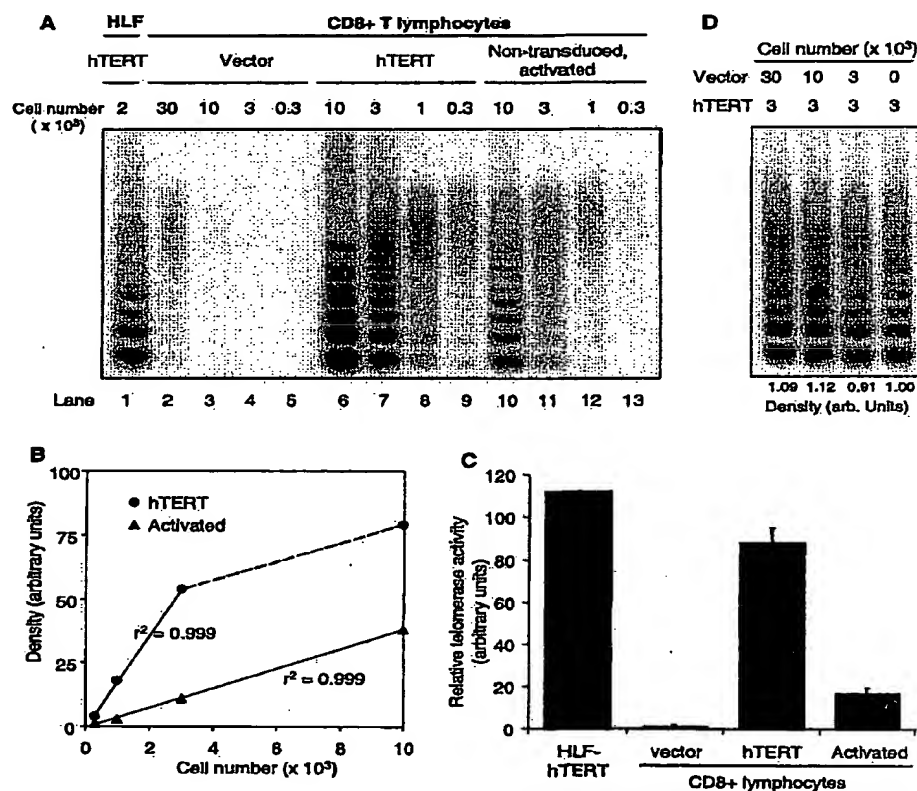 A
HLF CD8+ T lymphocytes
hTERT Vector hTERT Non-transduced, activated
Cell number (x 10³) 2 30 10 3 0.3 10 3 1 0.3 10 3 1 0.3
Lane 1 2 3 4 5 6 7 8 9 10 11 12 13
D
Cell number (x 10³)
Vector 30 10 3 0
hTERT 3 3 3 3
1.09 1.12 0.91 1.00
Density (arb. Units)
B
Density (arbitrary units)
100
75
50
25
0
hTERT
Activated
r² = 0.999
r² = 0.999
0 2 4 6 8 10
Cell number (x 10³)
C
Relative telomerase activity (arbitrary units)
120
100
80
60
40
20
0
HLF-hTERT vector hTERT Activated
CD8+ lymphocytes